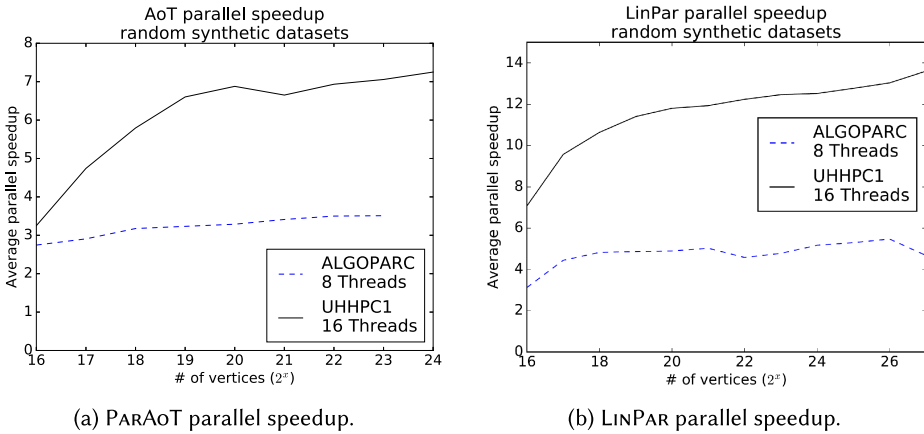 AoT parallel speedup
random synthetic datasets
8
7
6
5
4
3
2
1
0
Average parallel speedup
ALGOPARC
8 Threads
UHHPC1
16 Threads
16 17 18 19 20 21 22 23 24
# of vertices (2^x)
(a) PARAOT parallel speedup.
LinPar parallel speedup
random synthetic datasets
14
12
10
8
6
4
2
0
Average parallel speedup
ALGOPARC
8 Threads
UHHPC1
16 Threads
16 18 20 22 24 26
# of vertices (2^x)
(b) LINPAR parallel speedup.